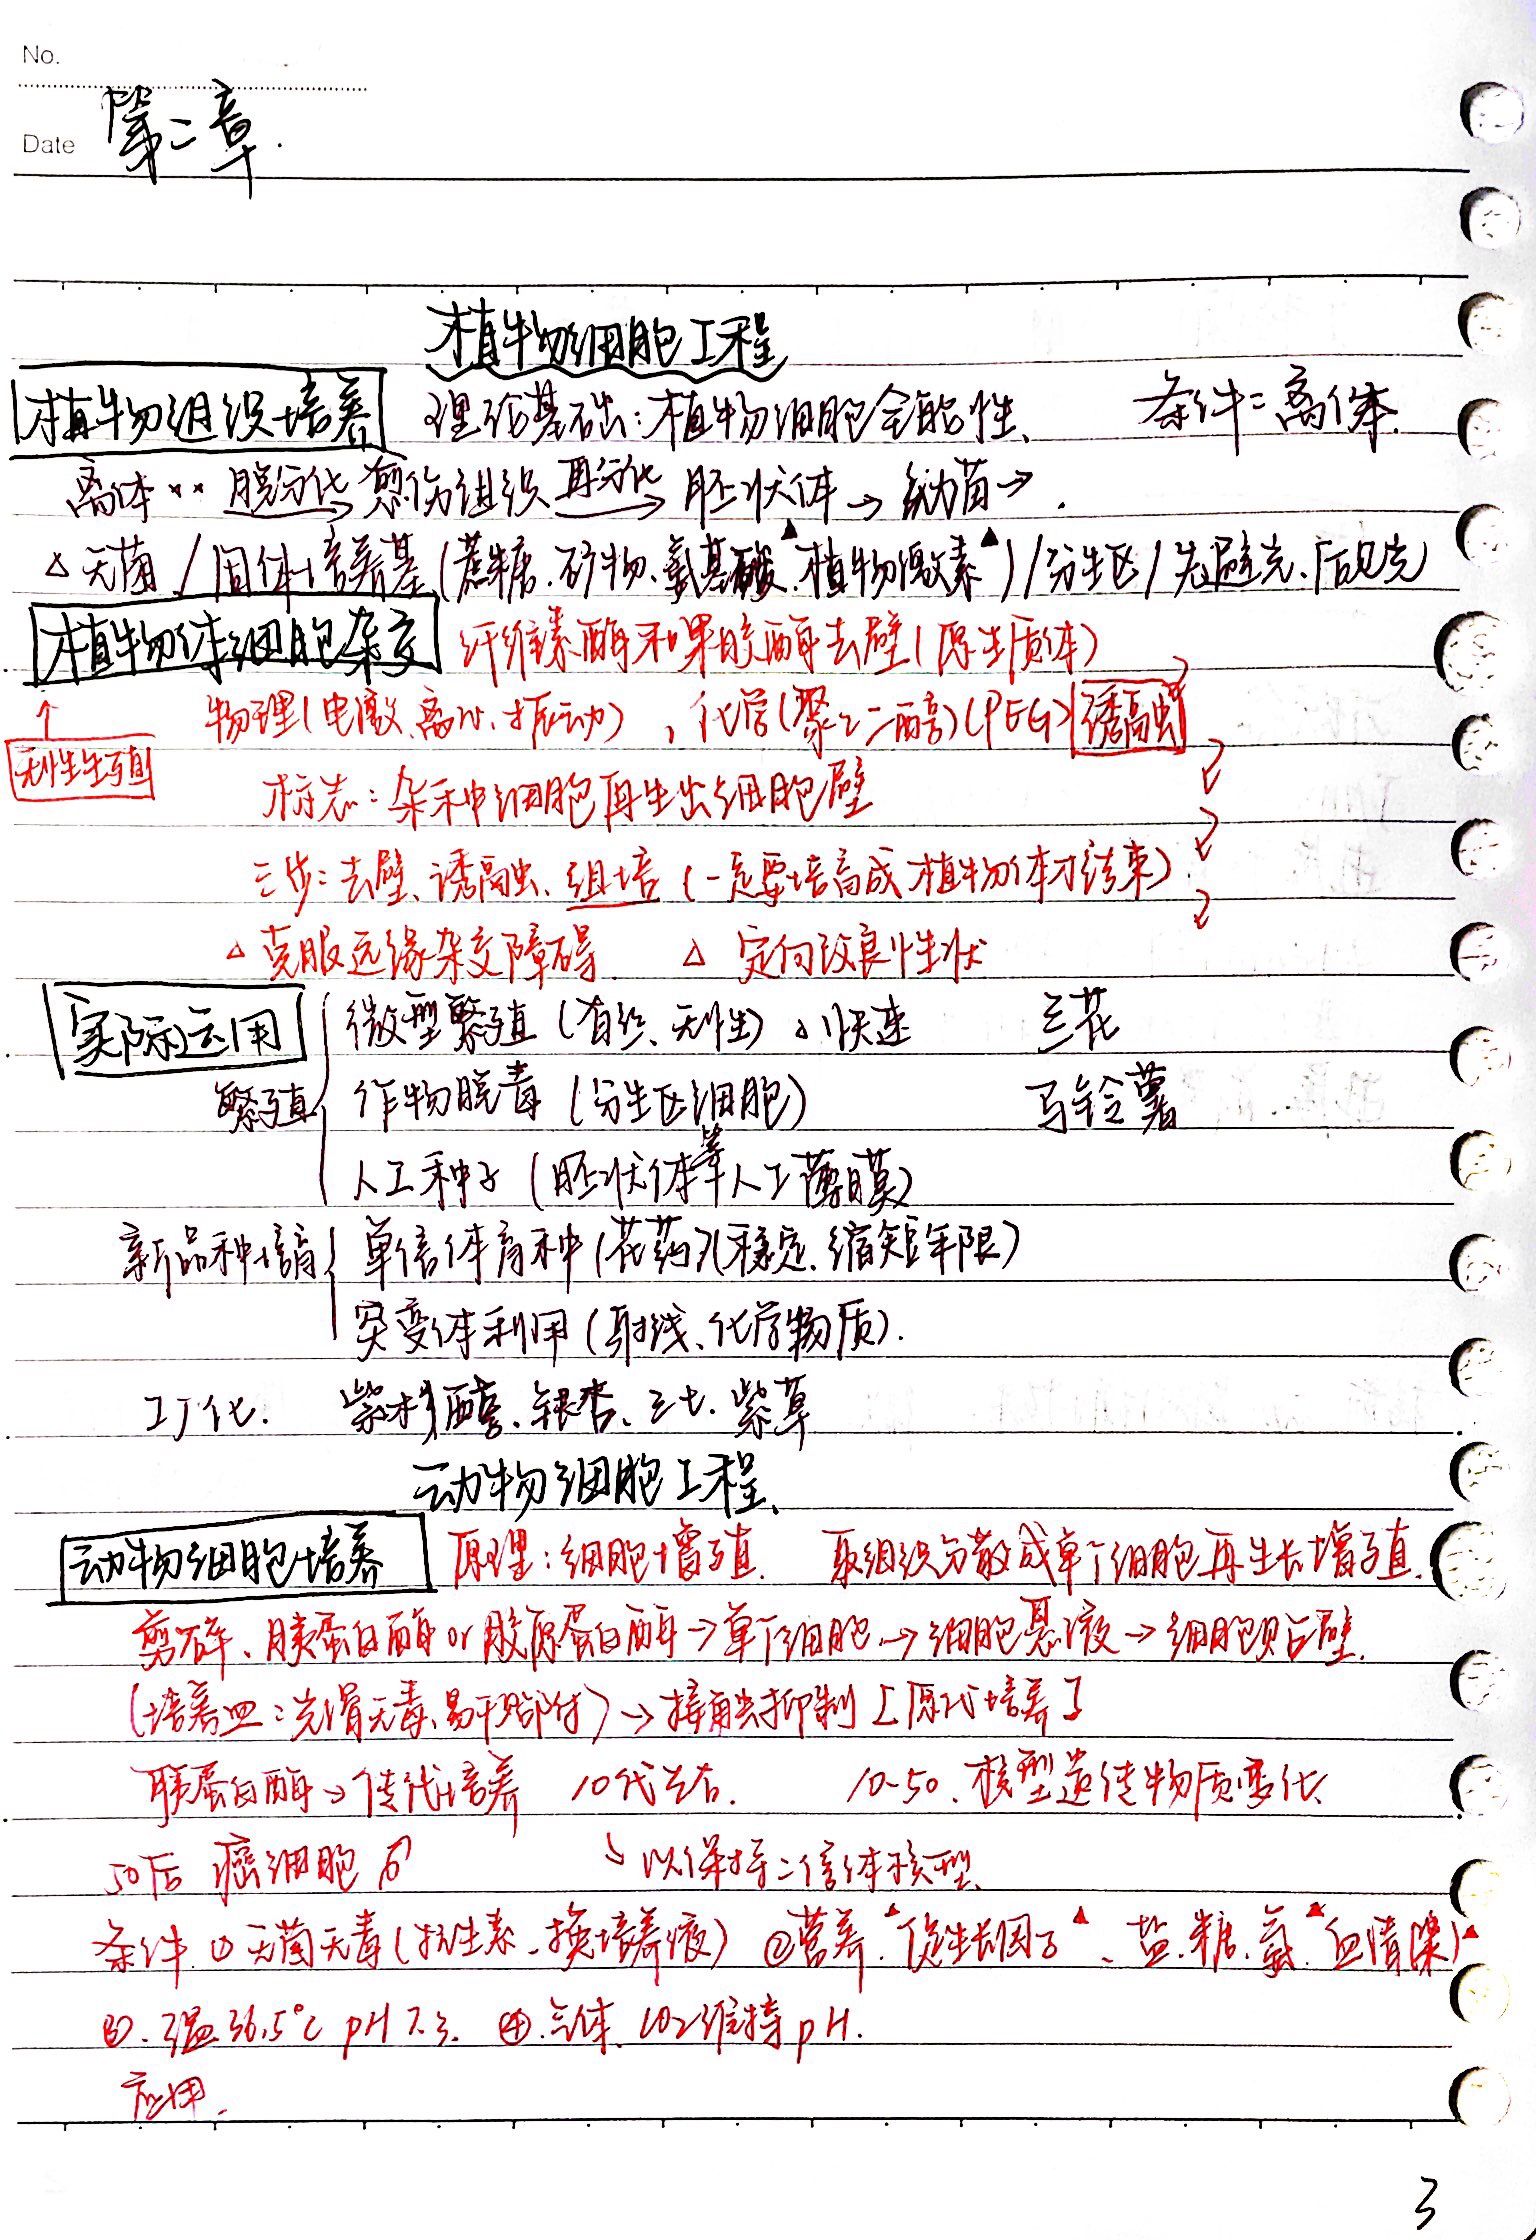 No.
Date 第二章.
植物细胞工程
植物组织培养 理论基础:植物细胞全能性、 条件:离体.
离体 ×× 脱分化→ 愈伤组织 再分化→ 胚状体 → 幼苗 → .
△ 无菌 / 固体培养基(蔗糖、矿物、氨基酸▲、植物激素▲) / 分生区 / 先避光、后见光
植物体细胞杂交 纤维素酶和果胶酶去壁(原生质体)
↑ 物理(电激、离心、振动) , 化学(聚乙二醇)(PEG) 诱融
无性生殖
标志:杂种细胞再生出细胞壁
三步:去壁、诱融、组培 (一定要培育成植物体才结束)
△ 克服远缘杂交障碍. △ 定向改良性状
实际运用 微型繁殖 (有丝、无性) △ 快速 兰花
繁殖 作物脱毒 (分生区细胞) 马铃薯
人工种子 (胚状体等人工薄膜)
新品种培育 单倍体育种 (花药)(稳定、缩短年限)
突变体利用 (射线、化学物质).
工厂化. 紫杉醇、银杏、三七、紫草
动物细胞工程、
动物细胞培养 原理:细胞增殖. 取组织分散成单个细胞再生长增殖.
剪碎、胰蛋白酶 or 胶原蛋白酶 → 单个细胞 → 细胞悬液 → 细胞贴壁.
(培养皿:光滑无毒、易于贴附) → 接触抑制 [原代培养]
胰蛋白酶 → 传代培养 10代左右. 10-50. 核型遗传物质变化
50后 癌细胞 ↘ 以保持二倍体核型
条件 ① 无菌无毒 (抗生素、换培养液) ② 营养▲ 促生长因子▲、盐、糖、氨▲ 血清(浆)▲
③. 温 36.5℃ pH 7.3. ④. 气体. CO2维持pH.
应用.
3